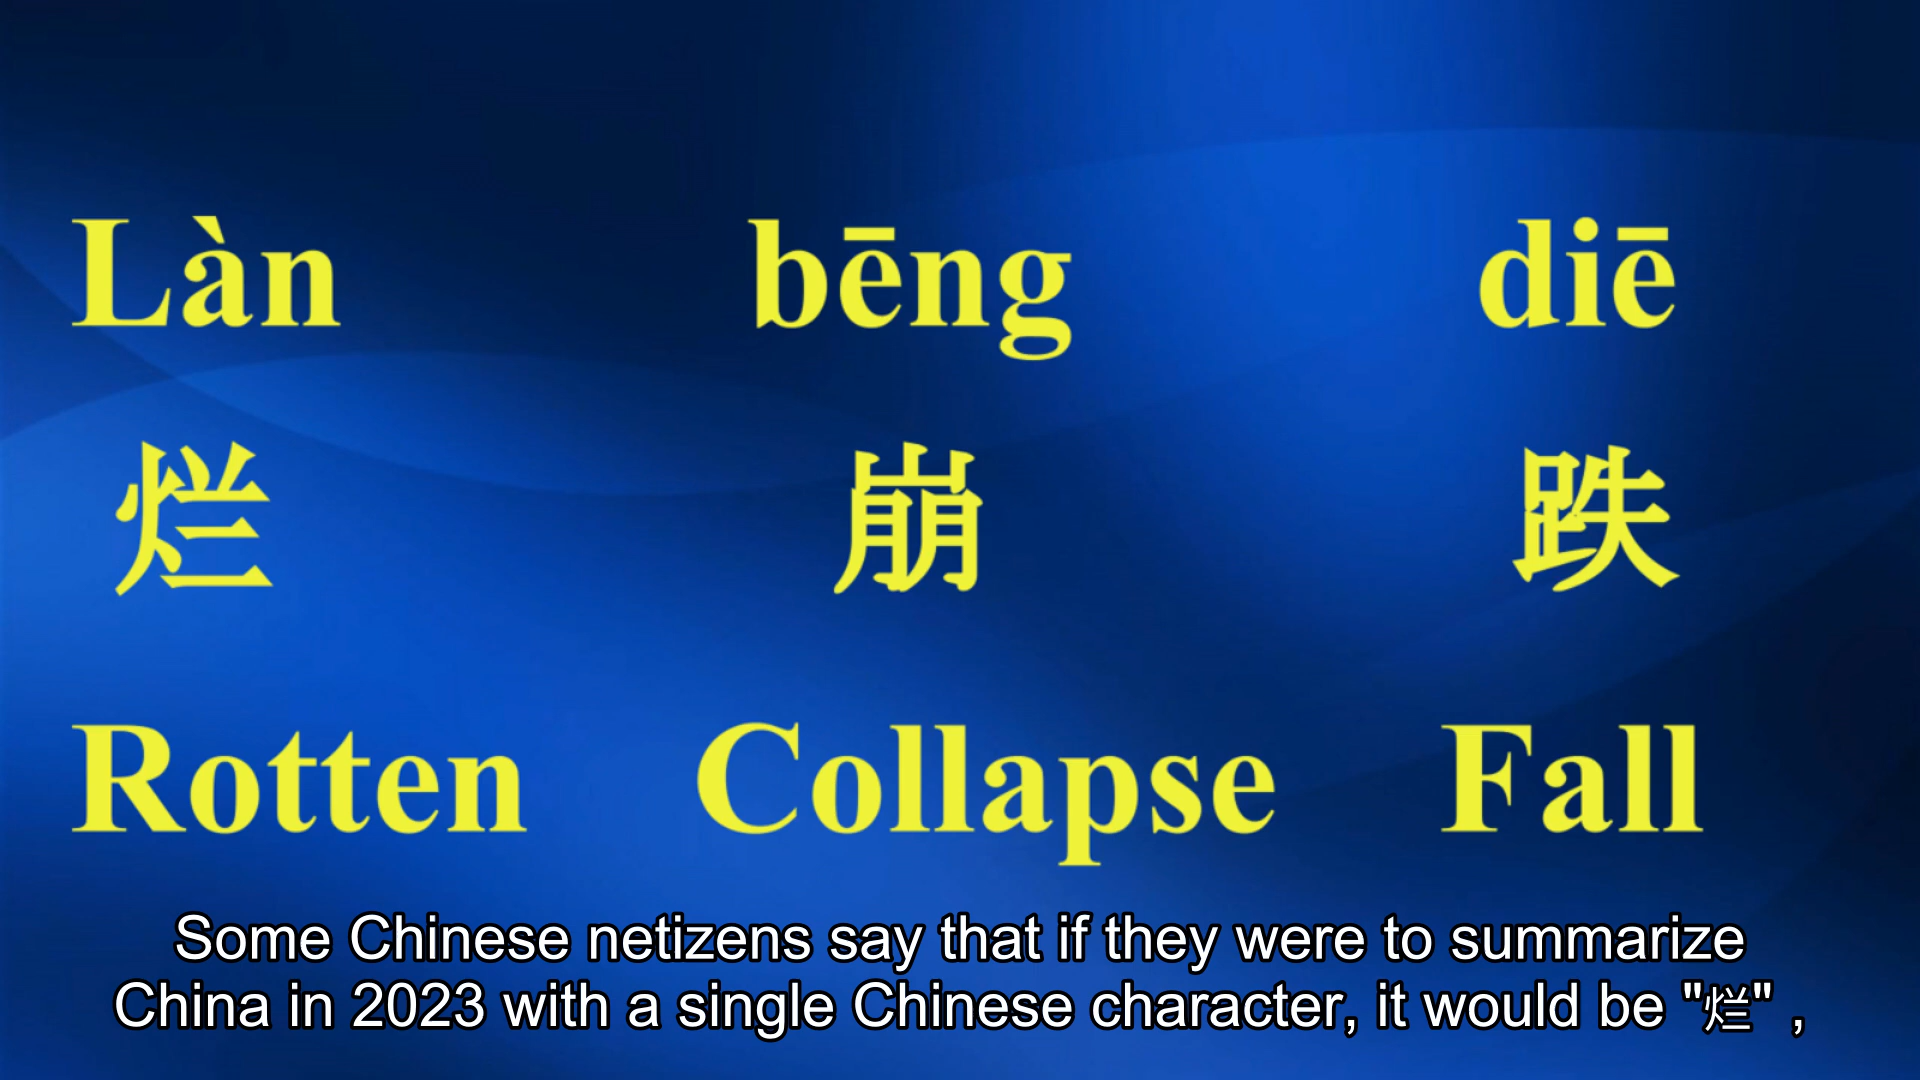 Làn bēng diē
烂 崩 跌
Rotten Collapse Fall
Some Chinese netizens say that if they were to summarize
China in 2023 with a single Chinese character, it would be "烂" ,